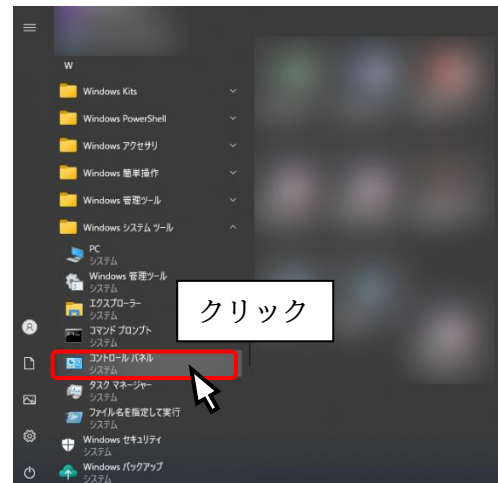 W
Windows Kits
Windows PowerShell
Windows アクセサリ
Windows 簡単操作
Windows 管理ツール
Windows システム ツール
PC
システム
Windows 管理ツール
システム
エクスプローラー
システム
クリック
コマンド プロンプト
システム
コントロール パネル
システム
タスク マネージャー
システム
ファイル名を指定して実行
システム
Windows セキュリティ
システム
Windows バックアップ
システム